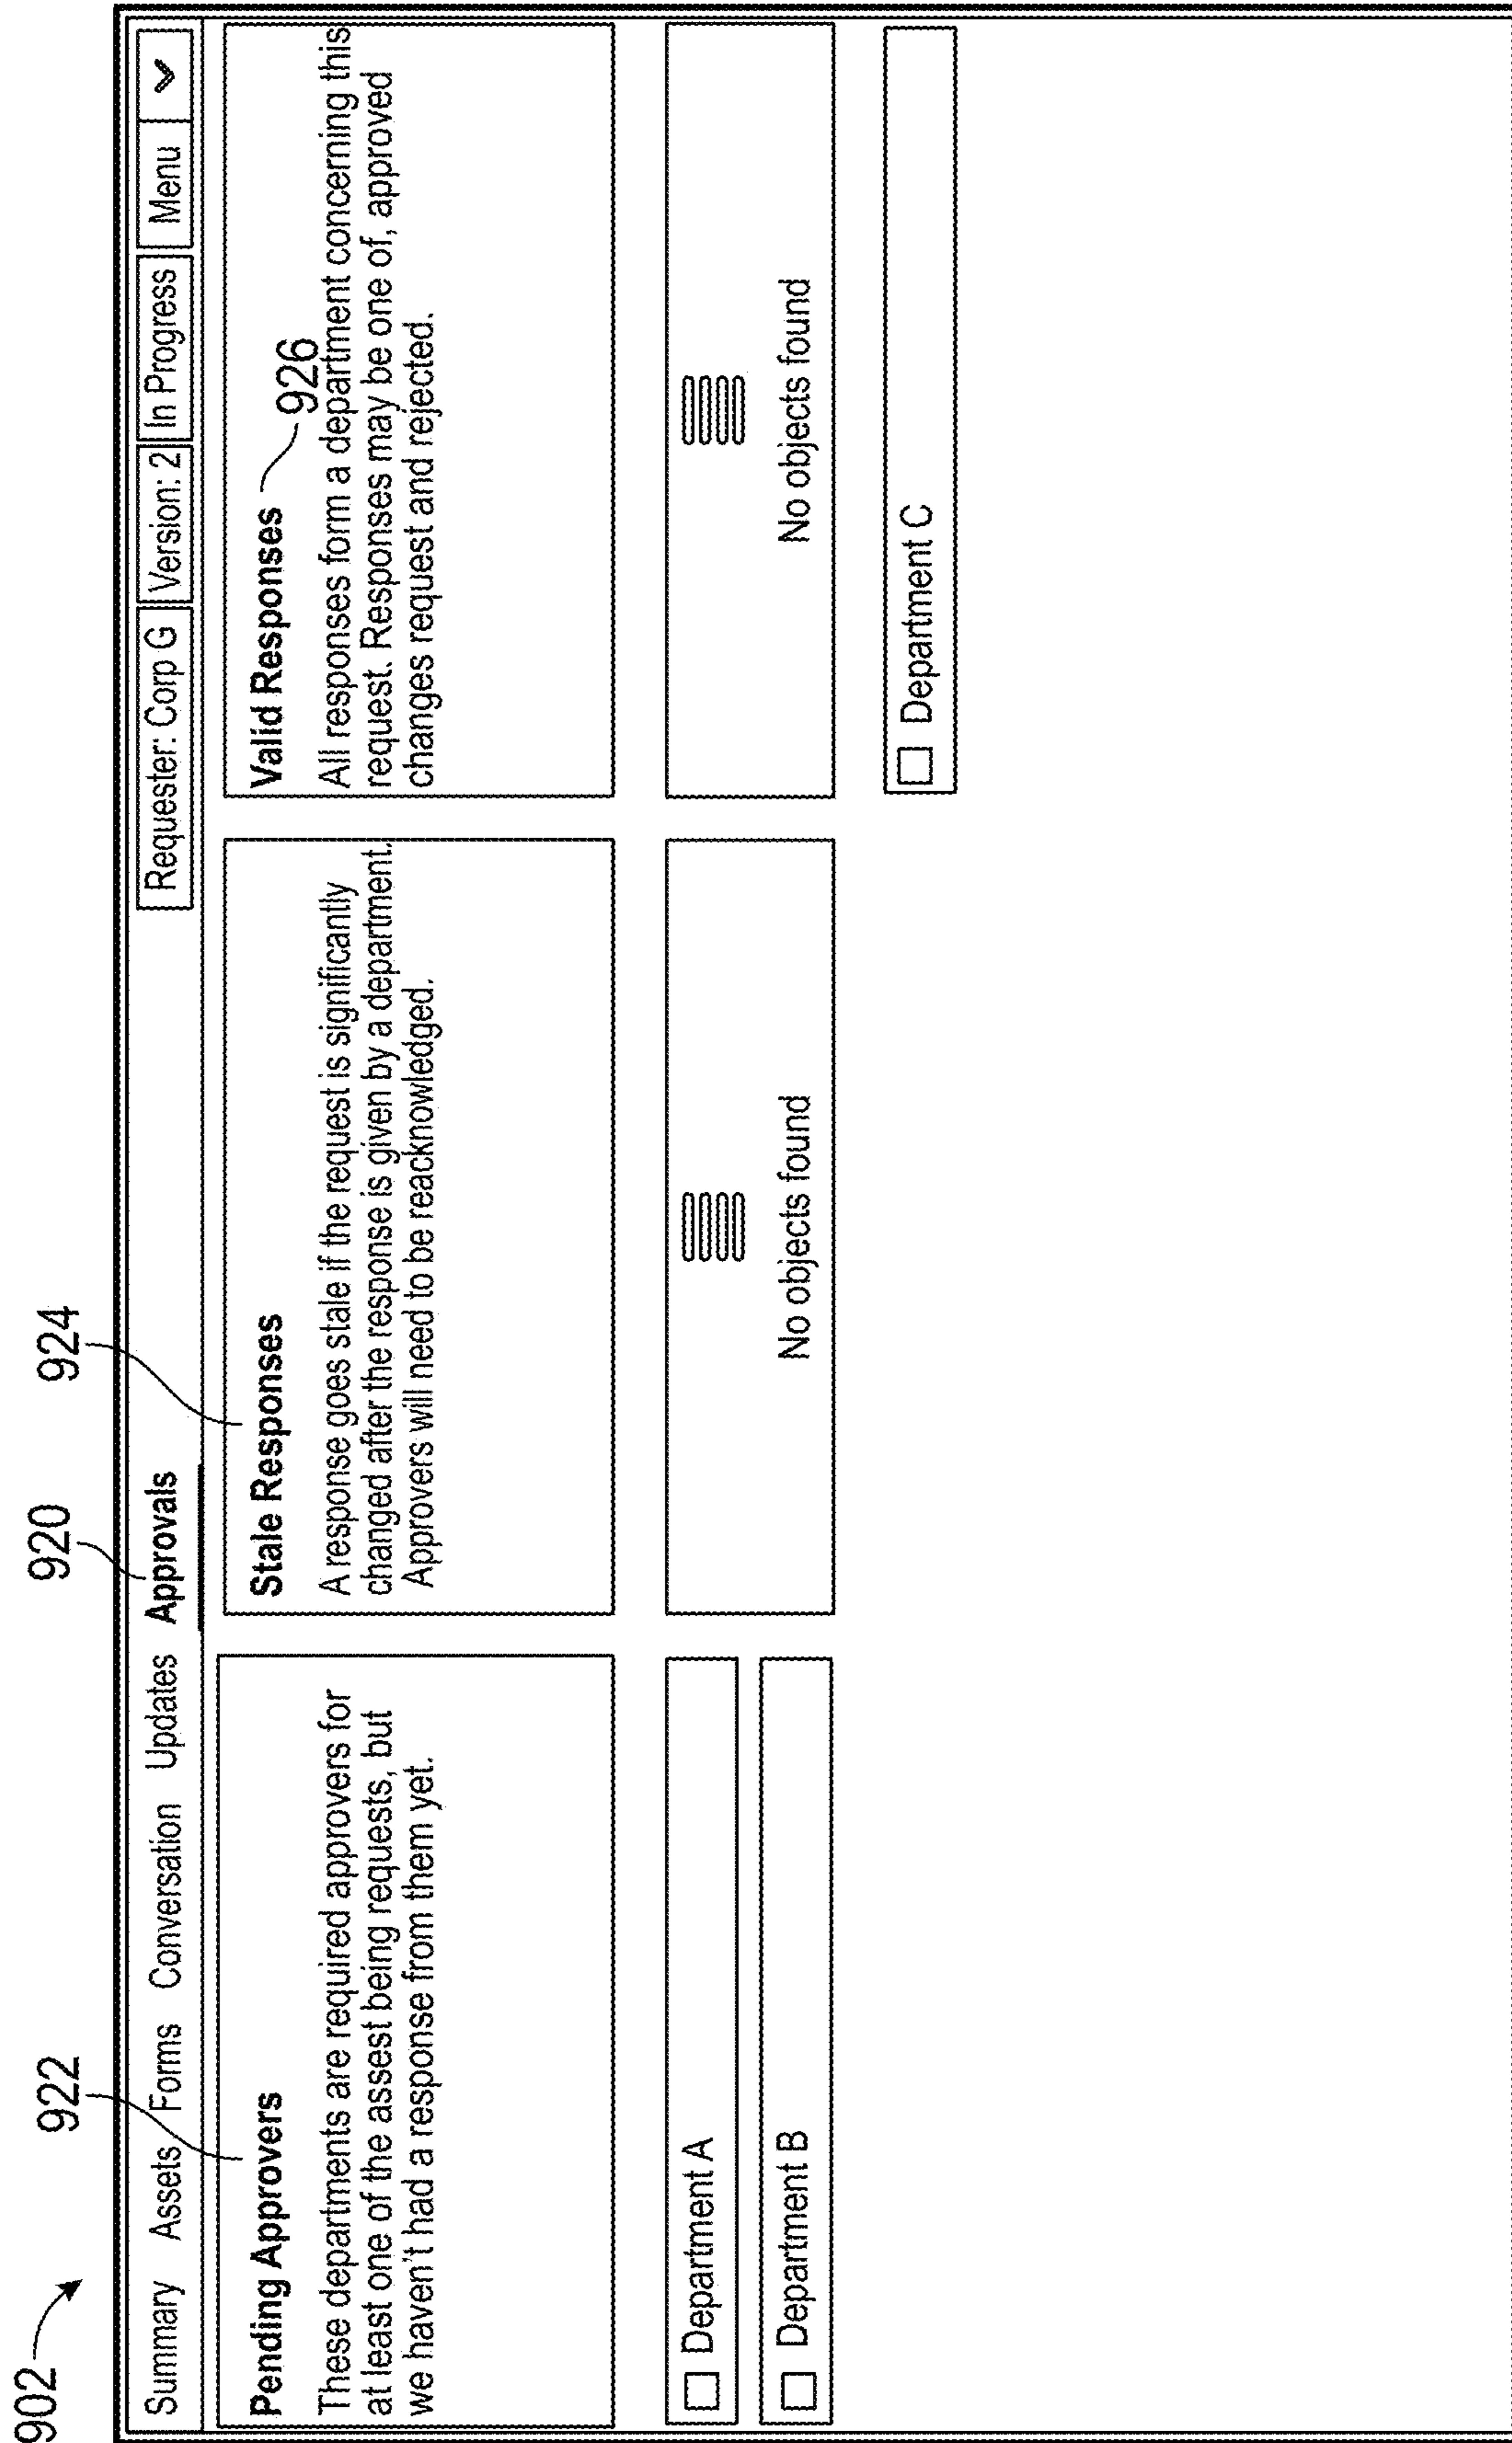 902
922
920
924
Summary Assets Forms Conversation Updates Approvals
Requester: Corp G Version: 2 In Progress Menu
Pending Approvers
These departments are required approvers for
at least one of the assest being requests, but
we haven't had a response from them yet.
Department A
Department B
Stale Responses
A response goes stale if the request is significantly
changed after the response is given by a department.
Approvers will need to be reacknowledged.
No objects found
Valid Responses
926
All responses form a department concerning this
request. Responses may be one of, approved
changes request and rejected.
No objects found
Department C